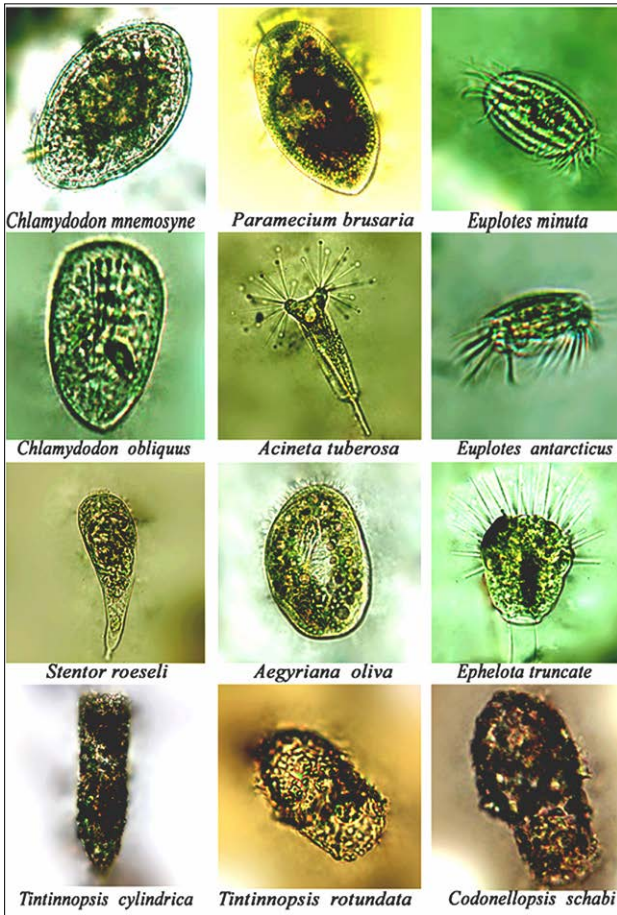 Chlamydodon mnemosyne
Paramecium brusaria
Euplotes minuta
Chlamydodon obliquus
Acineta tuberosa
Euplotes antarcticus
Stentor roeseli
Aegyriana oliva
Ephelota truncate
Tintinnopsis cylindrica
Tintinnopsis rotundata
Codonellopsis schabi